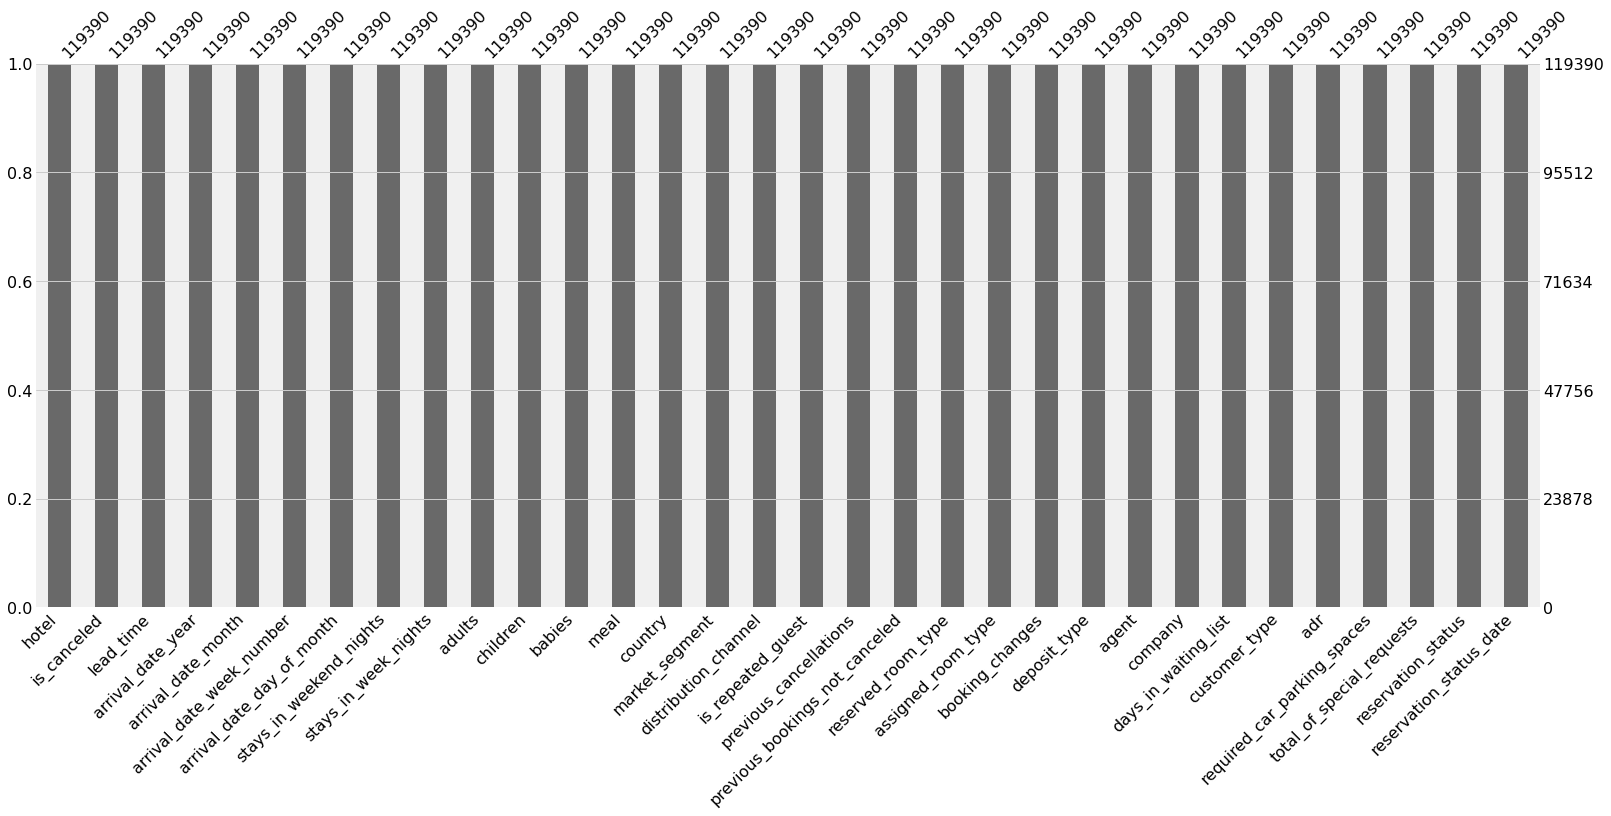 119390 119390 119390 119390 119390 119390 119390 119390 119390 119390 119390 119390 119390 119390 119390 119390 119390 119390 119390 119390 119390 119390 119390 119390 119390 119390 119390 119390 119390 119390 119390 119390
1.0 119390
0.8 95512
0.6 71634
0.4 47756
0.2 23878
0.0 0
hotel
is_canceled
lead_time
arrival_date_year
arrival_date_month
arrival_date_week_number
arrival_date_day_of_month
stays_in_weekend_nights
stays_in_week_nights
adults
children
babies
meal
country
market_segment
distribution_channel
is_repeated_guest
previous_cancellations
previous_bookings_not_canceled
reserved_room_type
assigned_room_type
booking_changes
deposit_type
agent
company
days_in_waiting_list
customer_type
adr
required_car_parking_spaces
total_of_special_requests
reservation_status
reservation_status_date